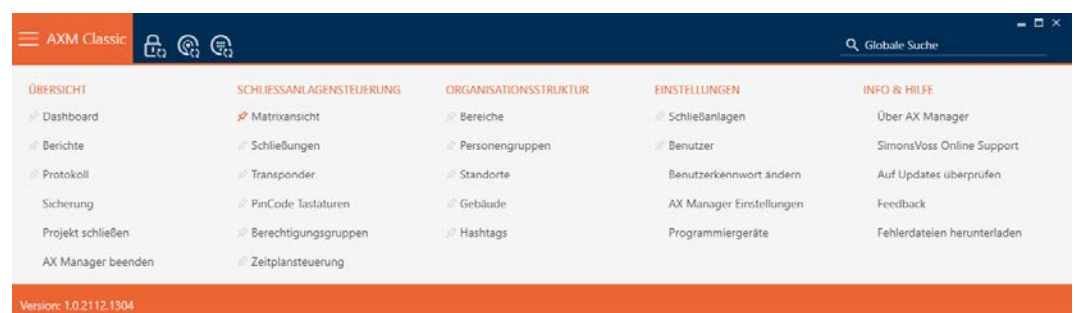 AXM Classic
Globale Suche
ÜBERSICHT
Dashboard
Berichte
Protokoll
Sicherung
Projekt schließen
AX Manager beenden
SCHLIESSANLAGENSTEUERUNG
Matrixansicht
Schließungen
Transponder
PinCode Tastaturen
Berechtigungsgruppen
Zeitplansteuerung
ORGANISATIONSSTRUKTUR
Bereiche
Personengruppen
Standorte
Gebäude
Hashtags
EINSTELLUNGEN
Schließanlagen
Benutzer
Benutzerkennwort ändern
AX Manager Einstellungen
Programmiergeräte
INFO & HILFE
Über AX Manager
SimonsVoss Online Support
Auf Updates überprüfen
Feedback
Fehlerdateien herunterladen
Version: 1.0.2112.1304